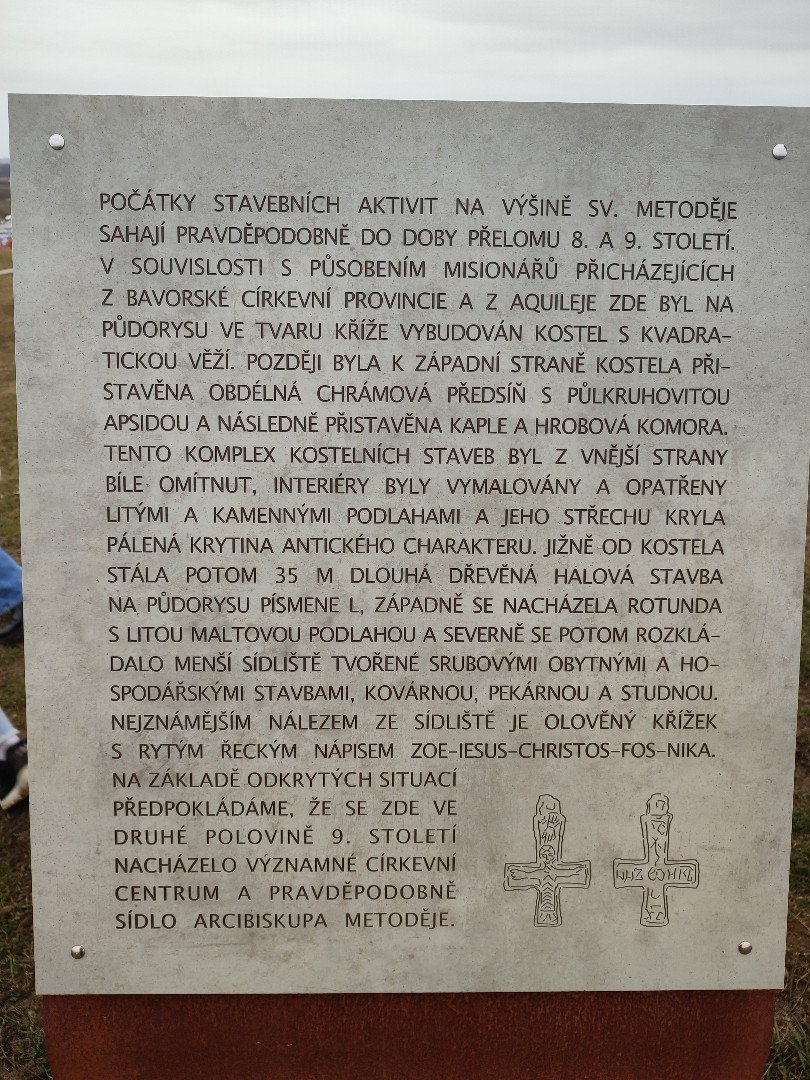 POČÁTKY STAVEBNÍCH AKTIVIT NA VÝŠINĚ SV. METODĚJE
SAHAJÍ PRAVDĚPODOBNĚ DO DOBY PŘELOMU 8. A 9. STOLETÍ.
V SOUVISLOSTI S PŮSOBENÍM MISIONÁŘŮ PŘICHÁZEJÍCÍCH
Z BAVORSKÉ CÍRKEVNÍ PROVINCIE A Z AQUILEJE ZDE BYL NA
PŮDORYSU VE TVARU KŘÍŽE VYBUDOVÁN KOSTEL S KVADRA-
TICKOU VĚŽÍ. POZDĚJI BYLA K ZÁPADNÍ STRANĚ KOSTELA PŘI-
STAVĚNA OBDÉLNÁ CHRÁMOVÁ PŘEDSÍŇ S PŮLKRUHOVITOU
APSIDOU A NÁSLEDNĚ PŘISTAVĚNA KAPLE A HROBOVÁ KOMORA.
TENTO KOMPLEX KOSTELNÍCH STAVEB BYL Z VNĚJŠÍ STRANY
BÍLE OMÍTNUT, INTERIÉRY BYLY VYMALOVÁNY A OPATŘENY
LITÝMI A KAMENNÝMI PODLAHAMI A JEHO STŘECHU KRYLA
PÁLENÁ KRYTINA ANTICKÉHO CHARAKTERU. JIŽNĚ OD KOSTELA
STÁLA POTOM 35 M DLOUHÁ DŘEVĚNÁ HALOVÁ STAVBA
NA PŮDORYSU PÍSMENE L, ZÁPADNĚ SE NACHÁZELA ROTUNDA
S LITOU MALTOVOU PODLAHOU A SEVERNĚ SE POTOM ROZKLÁ-
DALO MENŠÍ SÍDLIŠTĚ TVOŘENÉ SRUBOVÝMI OBYTNÝMI A HO-
SPODÁŘSKÝMI STAVBAMI, KOVÁRNOU, PEKÁRNOU A STUDNOU.
NEJZNÁMĚJŠÍM NÁLEZEM ZE SÍDLIŠTĚ JE OLOVĚNÝ KŘÍŽEK
S RYTÝM ŘECKÝM NÁPISEM ZOE-IESUS-CHRISTOS-FOS-NIKA.
NA ZÁKLADĚ ODKRYTÝCH SITUACÍ
PŘEDPOKLÁDÁME, ŽE SE ZDE VE
DRUHÉ POLOVINĚ 9. STOLETÍ
NACHÁZELO VÝZNAMNÉ CÍRKEVNÍ
CENTRUM A PRAVDĚPODOBNĚ
SÍDLO ARCIBISKUPA METODĚJE.